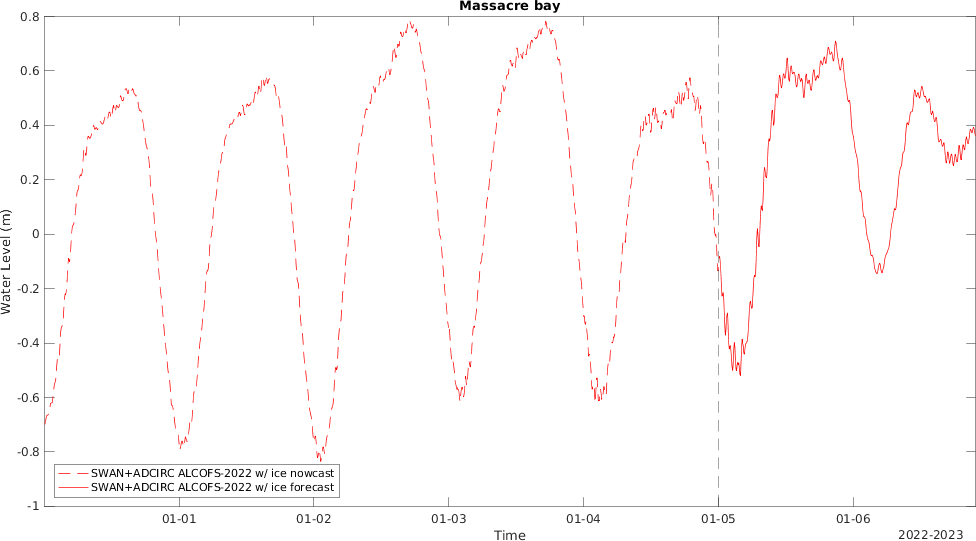 Massacre bay
0.8
0.6
0.4
0.2
0
-0.2
-0.4
-0.6
-0.8
-1
Water Level (m)
SWAN+ADCIRC ALCOFS-2022 w/ ice nowcast
SWAN+ADCIRC ALCOFS-2022 w/ ice forecast
01-01 01-02 01-03 01-04 01-05 01-06
Time
2022-2023